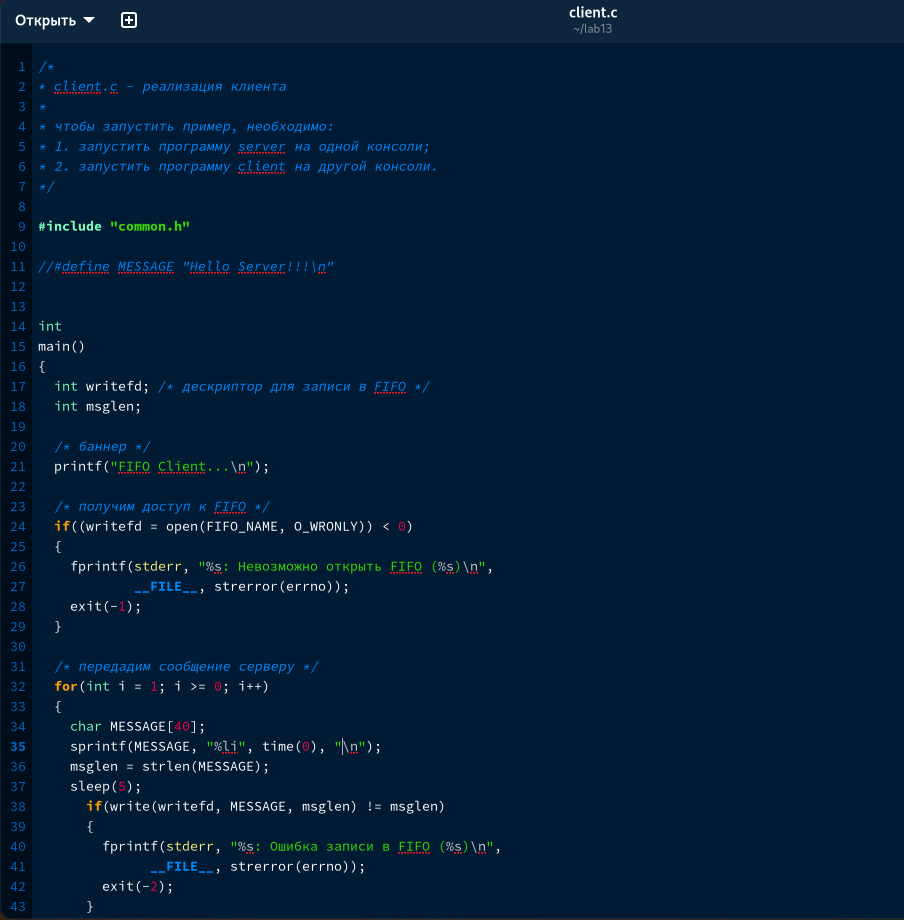 Открыть
client.c
~/lab13
1 /*
2 * client.c - реализация клиента
3 *
4 * чтобы запустить пример, необходимо:
5 * 1. запустить программу server на одной консоли;
6 * 2. запустить программу client на другой консоли.
7 */
8
9 #include "common.h"
10
11 //#define MESSAGE "Hello Server!!!\n"
12
13
14 int
15 main()
16 {
17   int writefd; /* дескриптор для записи в FIFO */
18   int msglen;
19
20   /* баннер */
21   printf("FIFO Client...\n");
22
23   /* получим доступ к FIFO */
24   if((writefd = open(FIFO_NAME, O_WRONLY)) < 0)
25   {
26     fprintf(stderr, "%s: Невозможно открыть FIFO (%s)\n",
27             __FILE__, strerror(errno));
28     exit(-1);
29   }
30
31   /* передадим сообщение серверу */
32   for(int i = 1; i >= 0; i++)
33   {
34     char MESSAGE[40];
35     sprintf(MESSAGE, "%li", time(0), "\n");
36     msglen = strlen(MESSAGE);
37     sleep(5);
38       if(write(writefd, MESSAGE, msglen) != msglen)
39       {
40         fprintf(stderr, "%s: Ошибка записи в FIFO (%s)\n",
41               __FILE__, strerror(errno));
42         exit(-2);
43       }